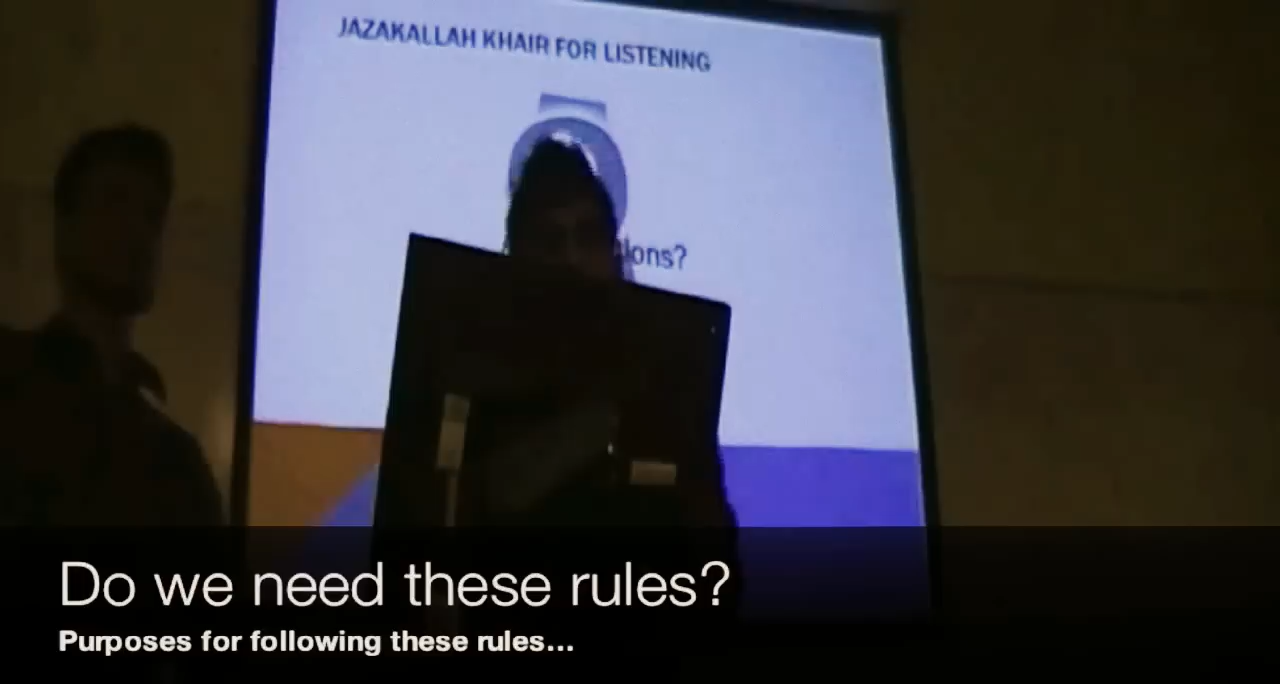 JAZAKALLAH KHAIR FOR LISTENING
Do we need these rules?
Purposes for following these rules...